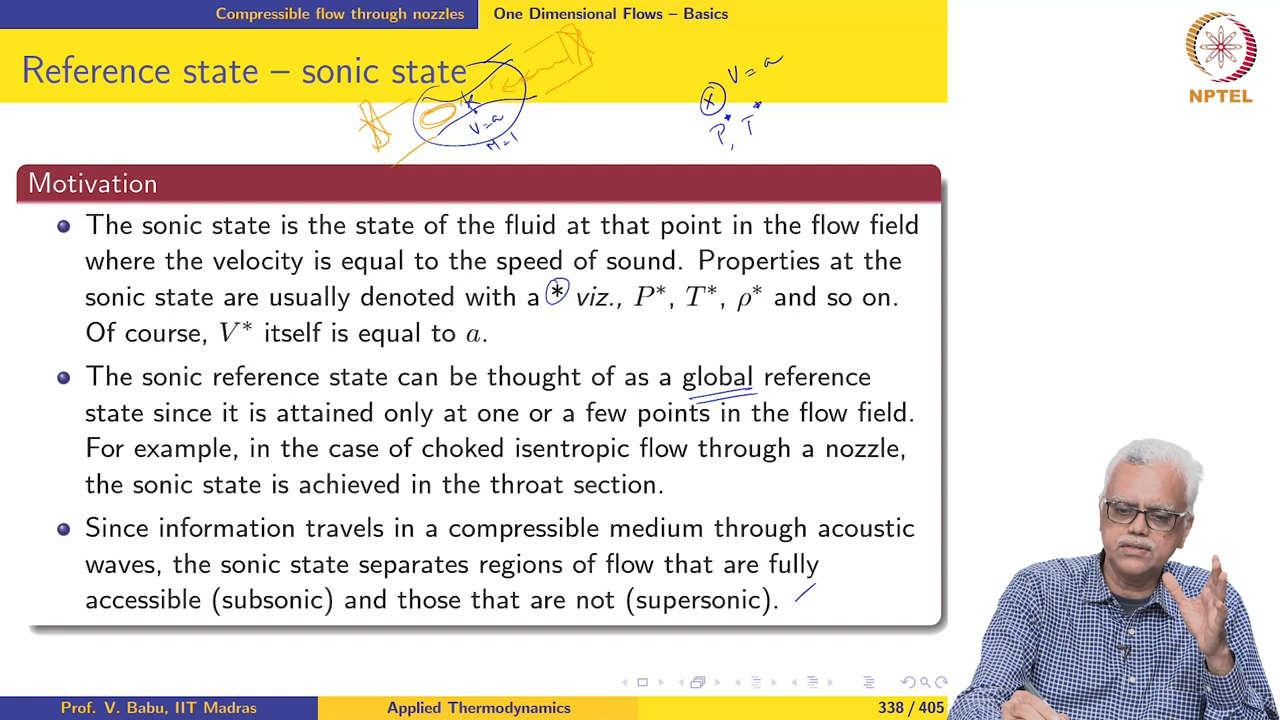 Compressible flow through nozzles One Dimensional Flows – Basics
Reference state – sonic state
V = a
M=1
V = a
P*, T*
NPTEL
Motivation
The sonic state is the state of the fluid at that point in the flow field
where the velocity is equal to the speed of sound. Properties at the
sonic state are usually denoted with a * viz., P*, T*, ρ* and so on.
Of course, V* itself is equal to a.
The sonic reference state can be thought of as a global reference
state since it is attained only at one or a few points in the flow field.
For example, in the case of choked isentropic flow through a nozzle,
the sonic state is achieved in the throat section.
Since information travels in a compressible medium through acoustic
waves, the sonic state separates regions of flow that are fully
accessible (subsonic) and those that are not (supersonic).
Prof. V. Babu, IIT Madras Applied Thermodynamics 338 / 405